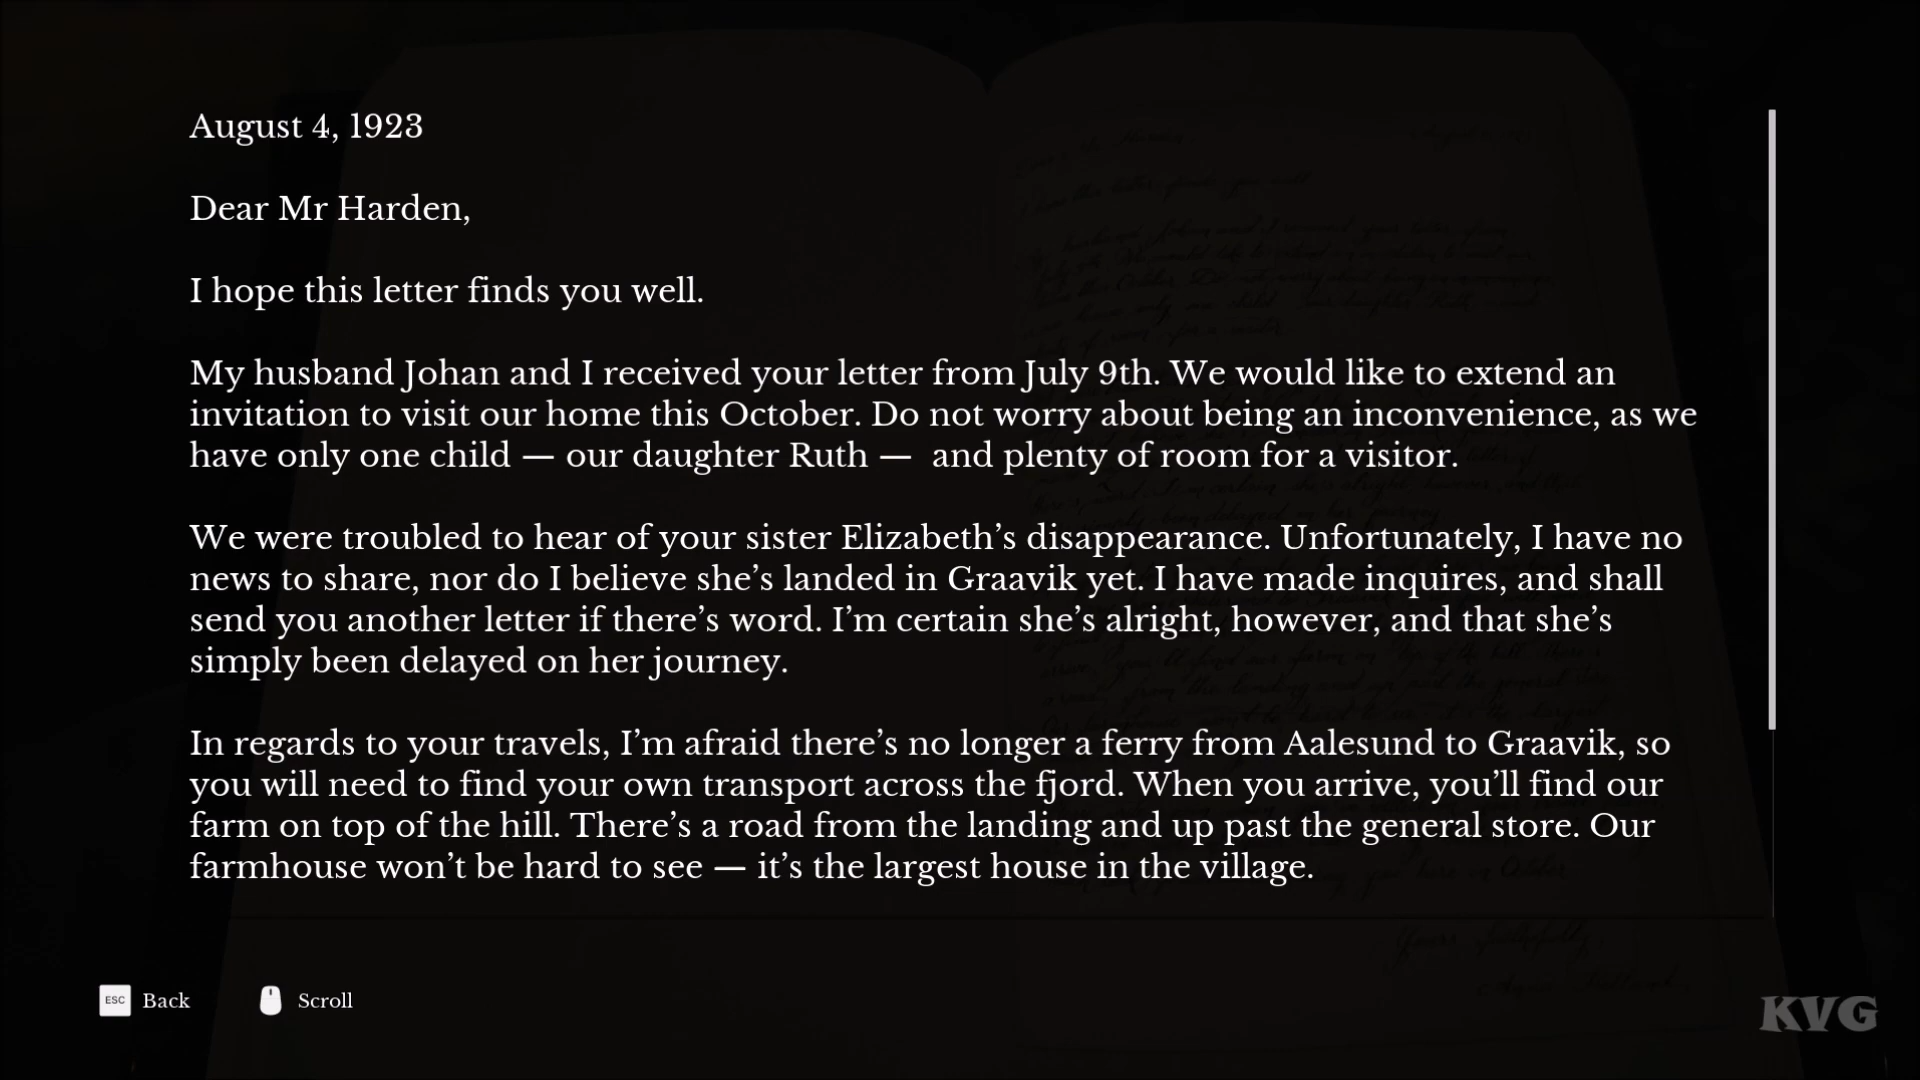 August 4, 1923
Dear Mr Harden,
I hope this letter finds you well.
My husband Johan and I received your letter from July 9th. We would like to extend an
invitation to visit our home this October. Do not worry about being an inconvenience, as we
have only one child — our daughter Ruth —  and plenty of room for a visitor.
We were troubled to hear of your sister Elizabeth’s disappearance. Unfortunately, I have no
news to share, nor do I believe she’s landed in Graavik yet. I have made inquires, and shall
send you another letter if there’s word. I’m certain she’s alright, however, and that she’s
simply been delayed on her journey.
In regards to your travels, I’m afraid there’s no longer a ferry from Aalesund to Graavik, so
you will need to find your own transport across the fjord. When you arrive, you’ll find our
farm on top of the hill. There’s a road from the landing and up past the general store. Our
farmhouse won’t be hard to see — it’s the largest house in the village.
ESC Back Scroll
KVG